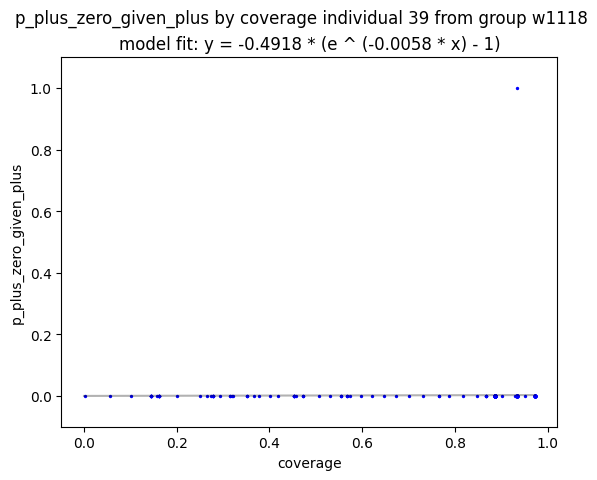 p_plus_zero_given_plus by coverage individual 39 from group w1118
model fit: y = -0.4918 * (e ^ (-0.0058 * x) - 1)
1.0
0.8
0.6
0.4
0.2
0.0
p_plus_zero_given_plus
0.0 0.2 0.4 0.6 0.8 1.0
coverage